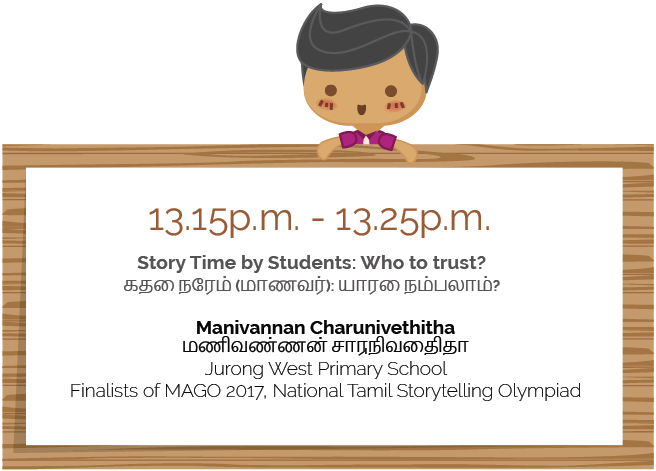 13.15p.m. - 13.25p.m.
Story Time by Students: Who to trust?
கதை நரேம் (மாணவர்): யாரை நம்பலாம்?
Manivannan Charunivethitha
மணிவண்ணன் சாருநிவதைிதா
Jurong West Primary School
Finalists of MAGO 2017, National Tamil Storytelling Olympiad